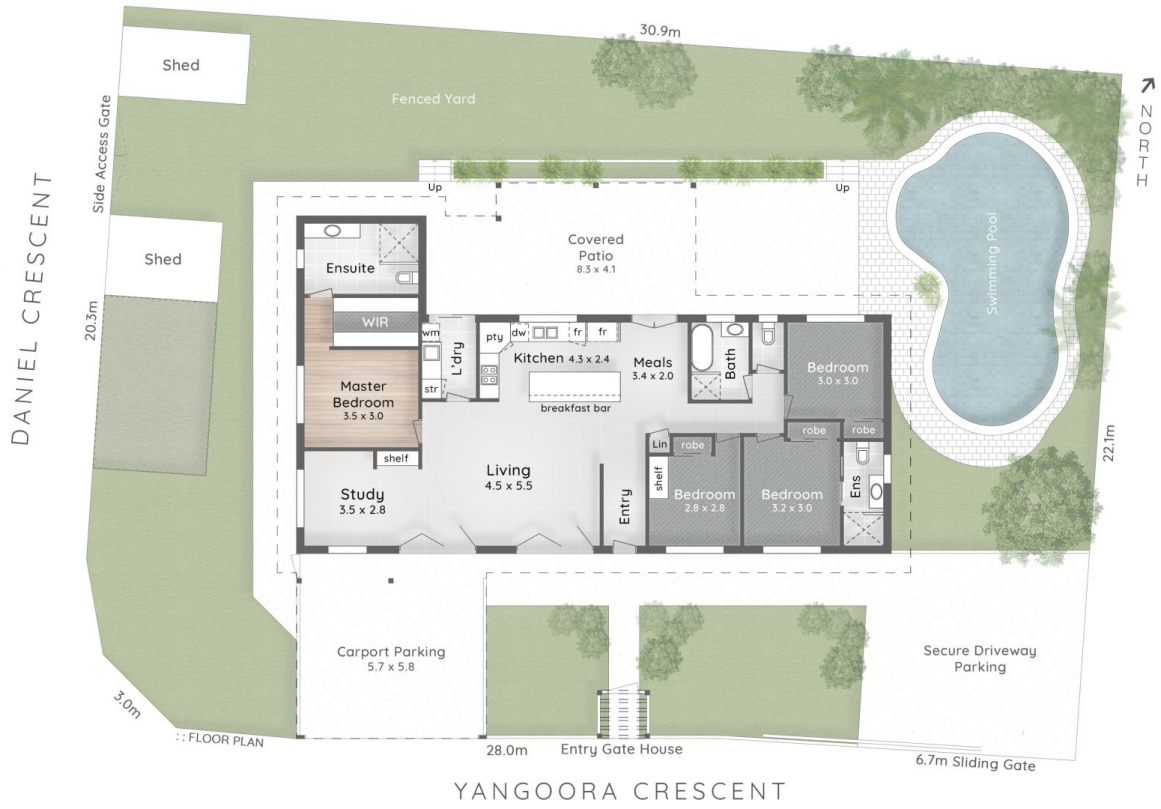 30.9m
Shed
Fenced Yard
NORTH
Side Access Gate
DANIEL CRESCENT
Up
Up
Covered
Patio
8.3 x 4.1
Swimming Pool
Shed
Ensuite
20.3m
WIR
wm
L'dry
str
pty
dw
fr
fr
Kitchen 4.3 x 2.4
Meals
3.4 x 2.0
Bath
Bedroom
3.0 x 3.0
Master
Bedroom
3.5 x 3.0
breakfast bar
robe
robe
22.1m
Lin
robe
shelf
Living
4.5 x 5.5
shelf
Study
3.5 x 2.8
Entry
Bedroom
2.8 x 2.8
Bedroom
3.2 x 3.0
Ens
Carport Parking
5.7 x 5.8
Secure Driveway
Parking
3.0m
:: FLOOR PLAN
28.0m
Entry Gate House
6.7m Sliding Gate
YANGOORA CRESCENT